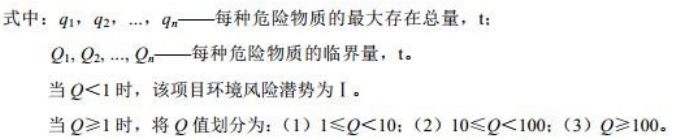 式中：q₁，q₂，...，qₙ——每种危险物质的最大存在总量，t；
Q₁, Q₂, ..., Qₙ——每种危险物质的临界量，t。
当 Q＜1 时，该项目环境风险潜势为Ⅰ。
当 Q≥1 时，将 Q 值划分为：（1）1≤Q＜10；（2）10≤Q＜100；（3）Q≥100。